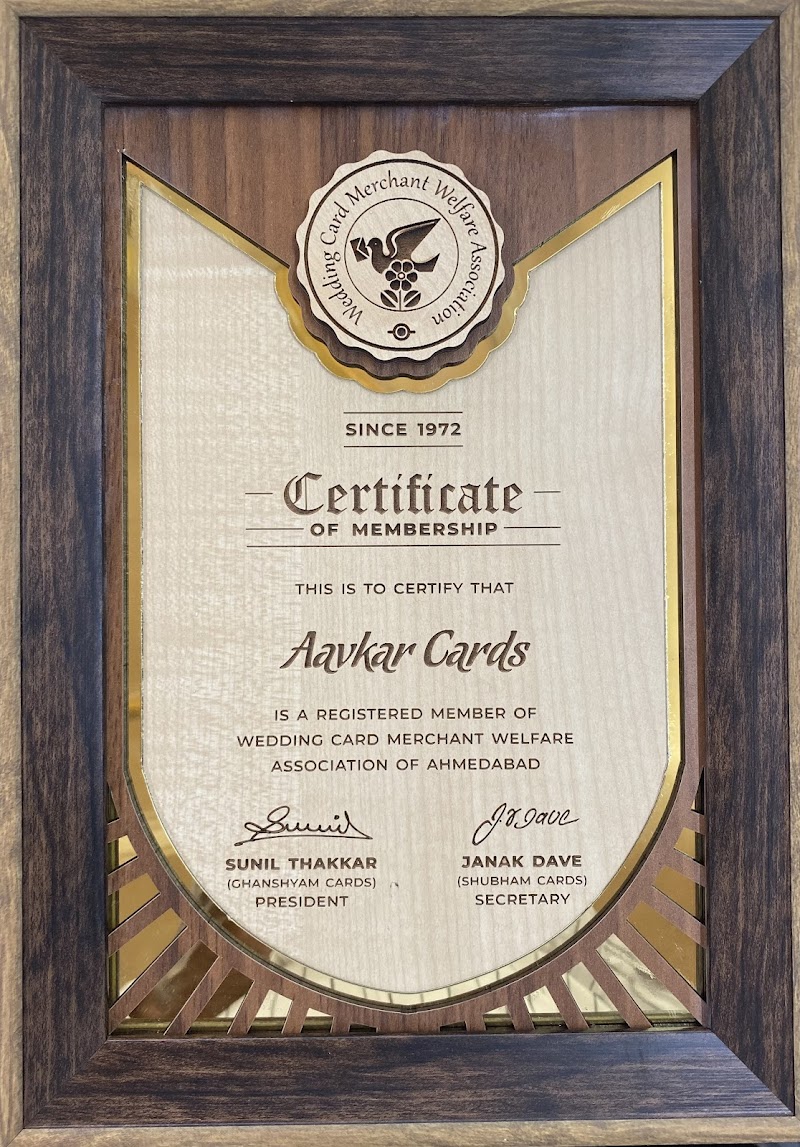 Wedding Card Merchant Welfare Association
SINCE 1972
Certificate
OF MEMBERSHIP
THIS IS TO CERTIFY THAT
Aavkar Cards
IS A REGISTERED MEMBER OF
WEDDING CARD MERCHANT WELFARE
ASSOCIATION OF AHMEDABAD
Sunil
J.V.Dave
SUNIL THAKKAR
(GHANSHYAM CARDS)
PRESIDENT
JANAK DAVE
(SHUBHAM CARDS)
SECRETARY